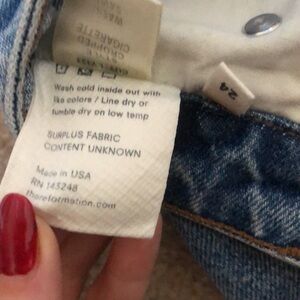 CIGARETTE
CROPPED
Wash cold inside out with
like colors / Line dry or
tumble dry on low temp
SURPLUS FABRIC
CONTENT UNKNOWN
Made in USA
RN 143248
thereformation.com
24